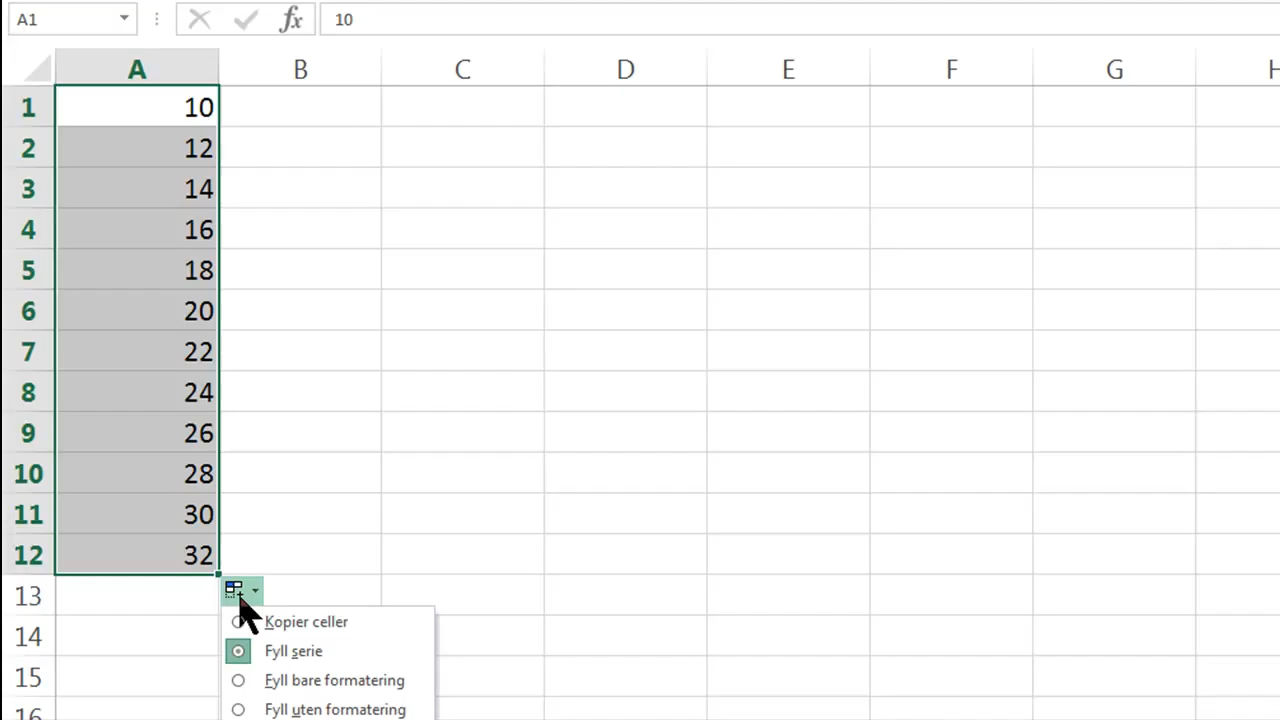 A1 fx 10
A B C D E F G H
1 10
2 12
3 14
4 16
5 18
6 20
7 22
8 24
9 26
10 28
11 30
12 32
13
14
15
16
Kopier celler
Fyll serie
Fyll bare formatering
Fyll uten formatering